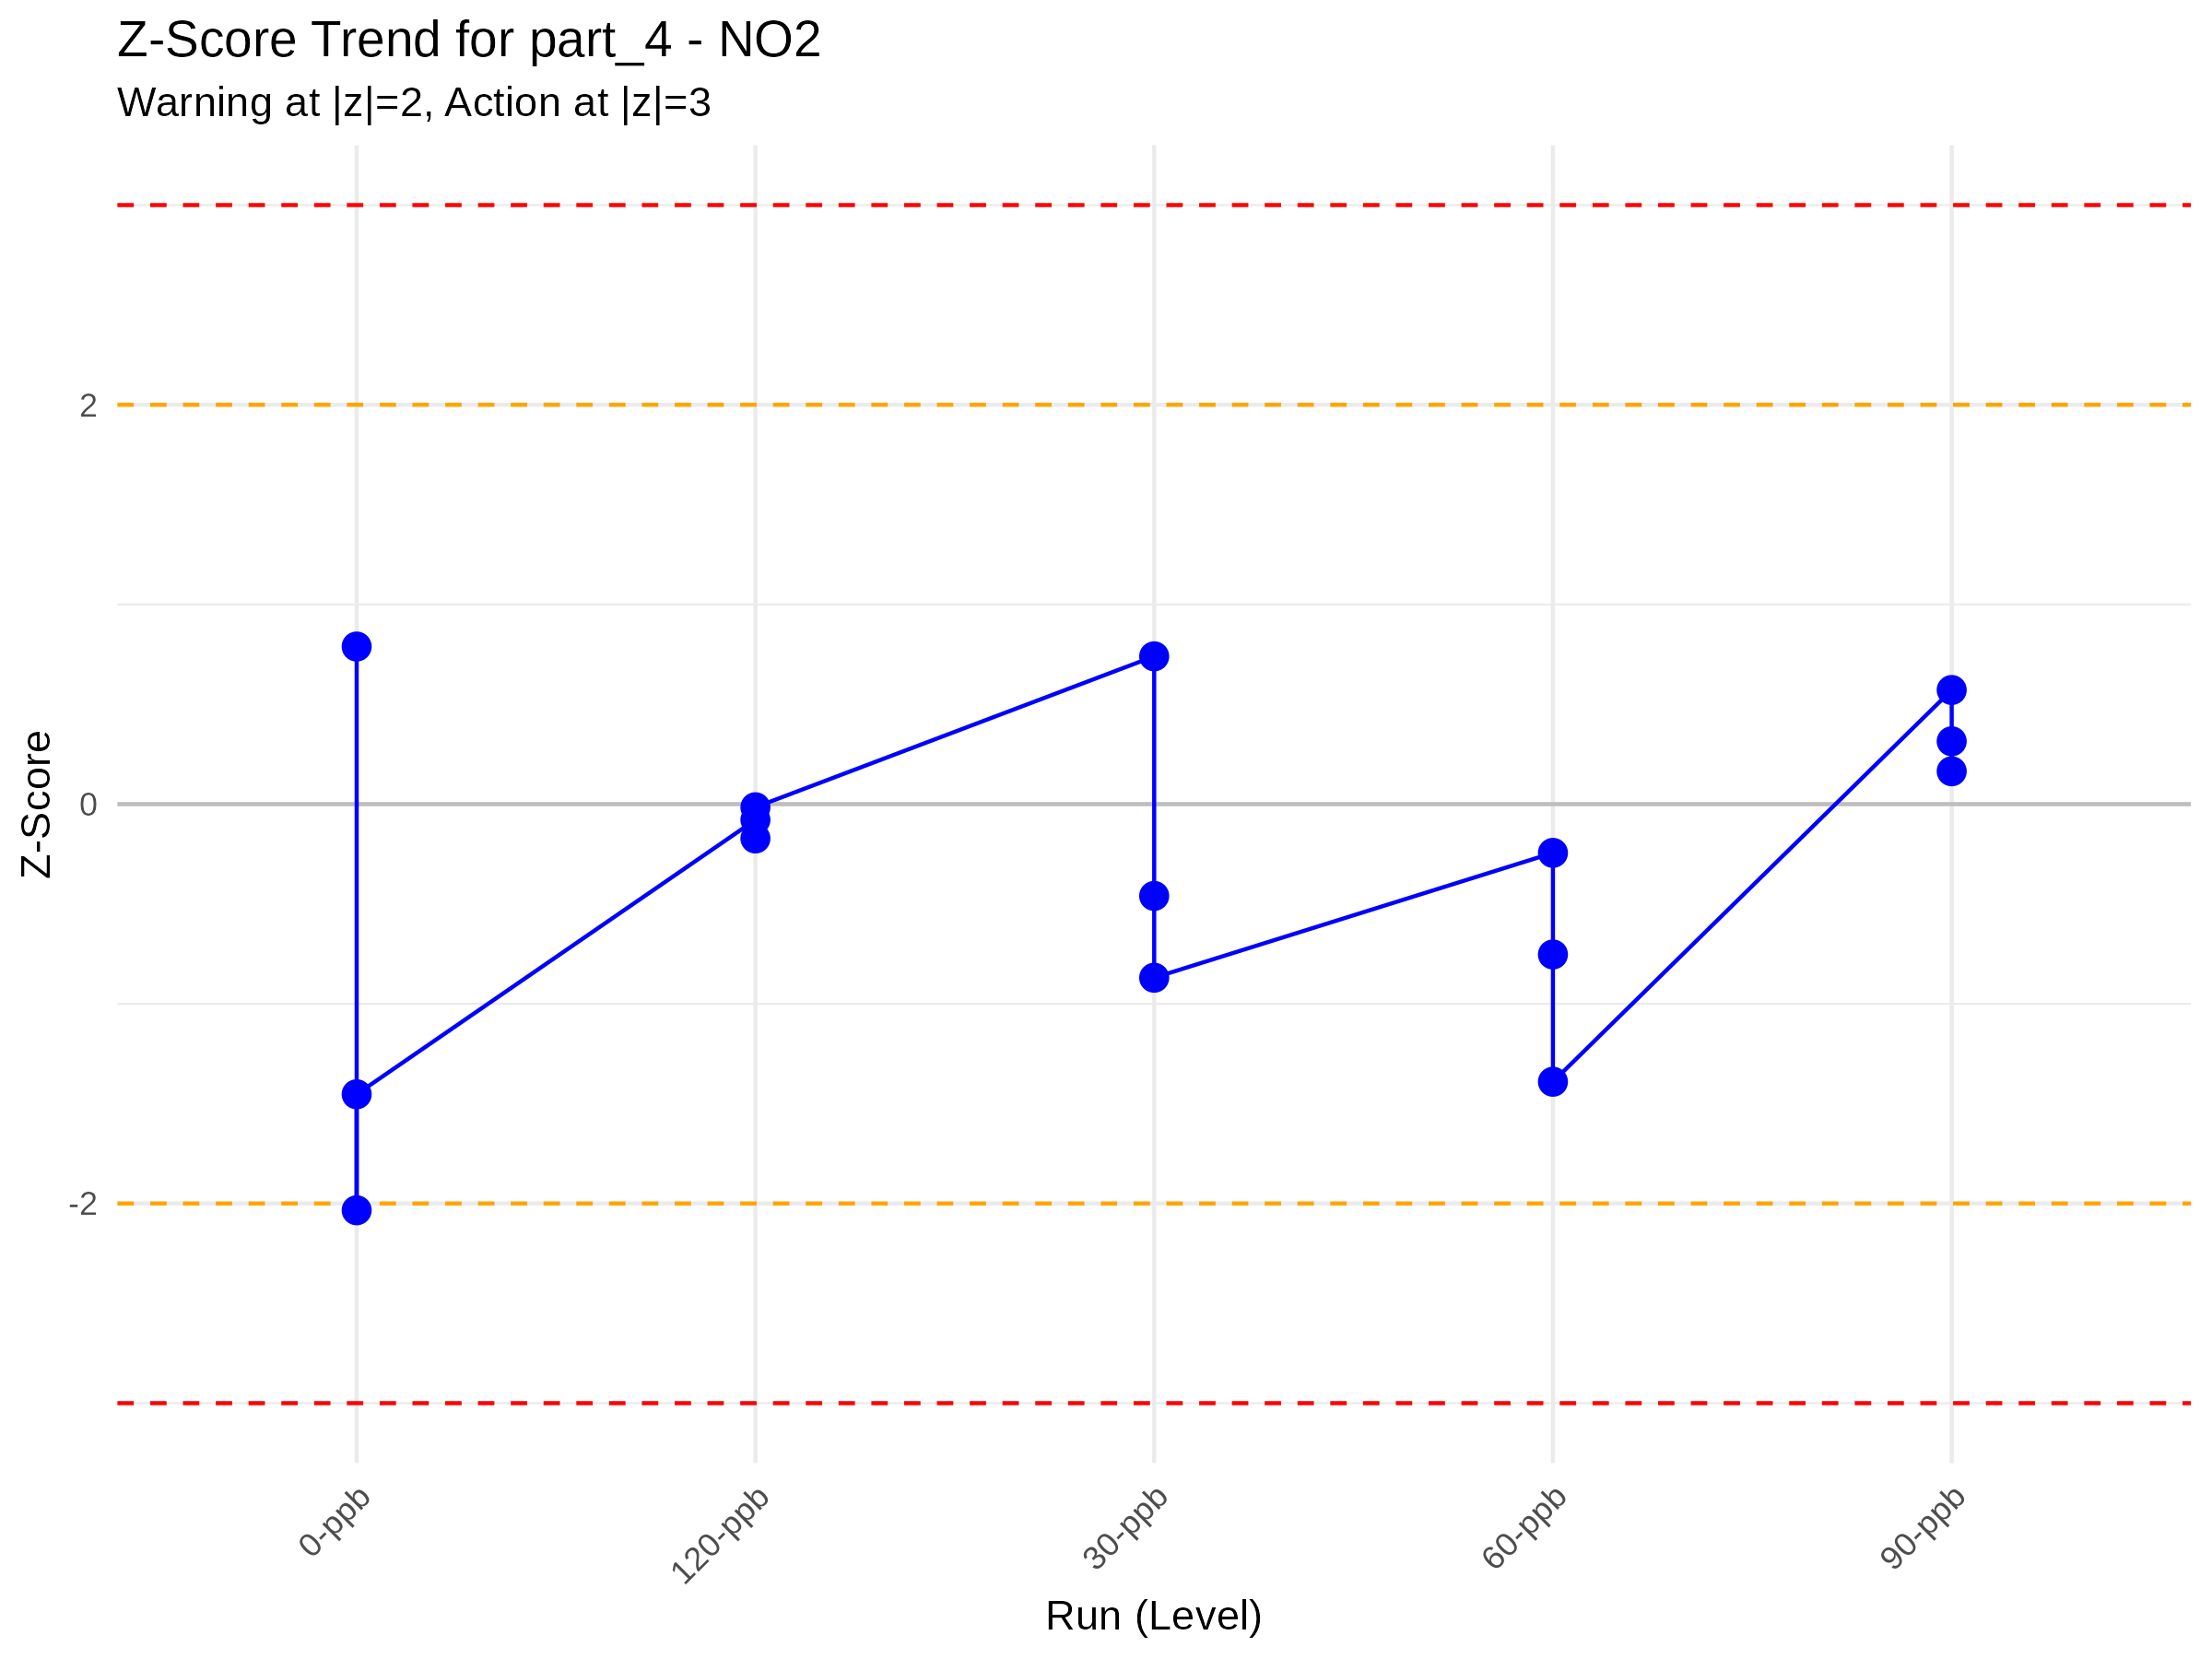 Z-Score Trend for part_4 - NO2
Warning at |z|=2, Action at |z|=3
Z-Score
2
0
-2
0-ppb
120-ppb
30-ppb
60-ppb
90-ppb
Run (Level)